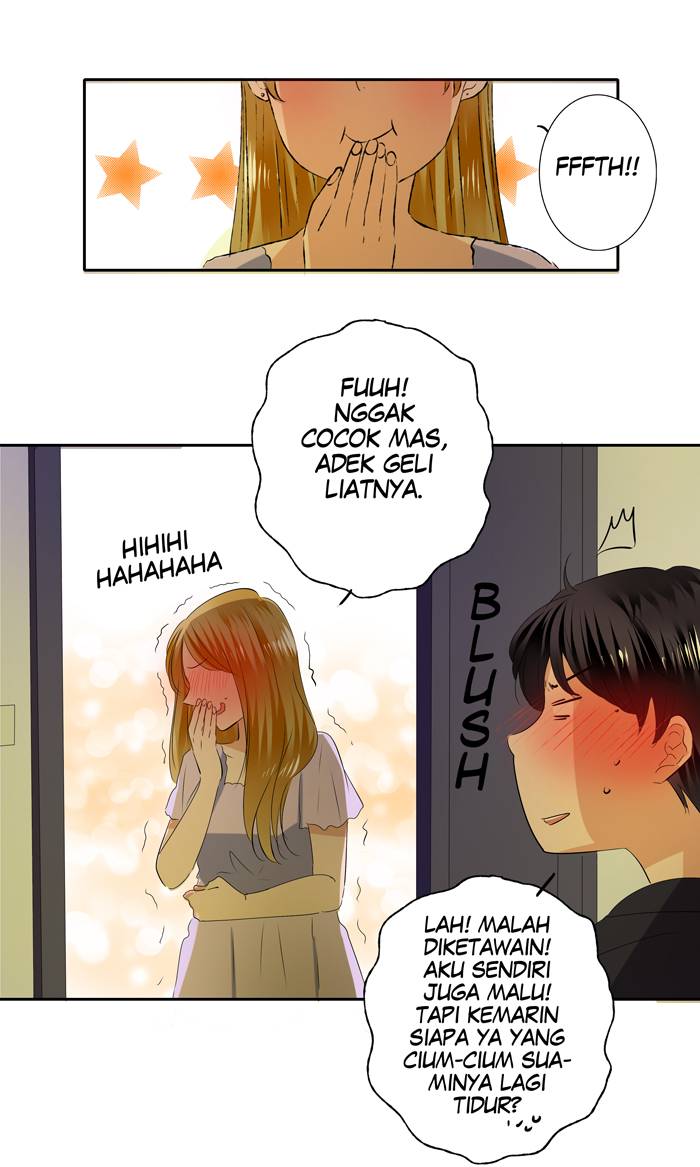 FFFTH!!
FUUH!
NGGAK
COCOK MAS,
ADEK GELI
LIATNYA.
HIHIHI
HAHAHAHA
BLUSH
LAH! MALAH
DIKETAWAIN!
AKU SENDIRI
JUGA MALU!
TAPI KEMARIN
SIAPA YA YANG
CIUM-CIUM SUA-
MINYA LAGI
TIDUR?